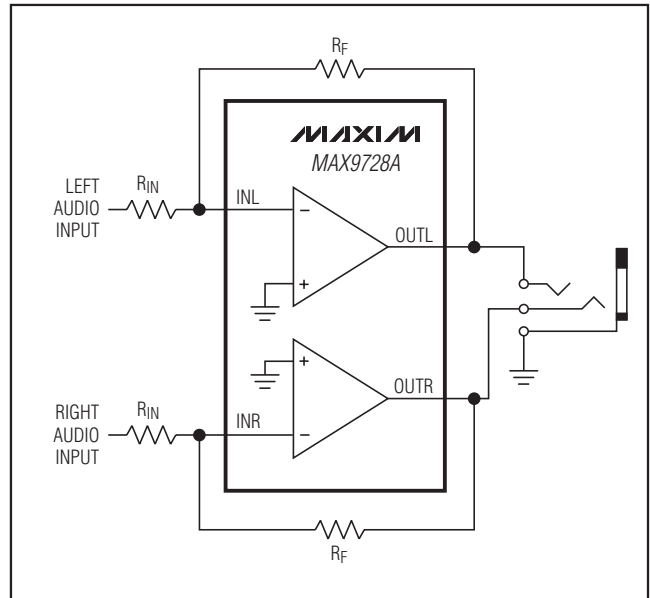 RF
MAXIM
MAX9728A
LEFT
AUDIO
INPUT
RIN
INL
−
+
OUTL
+
−
OUTR
RIGHT
AUDIO
INPUT
RIN
INR
RF